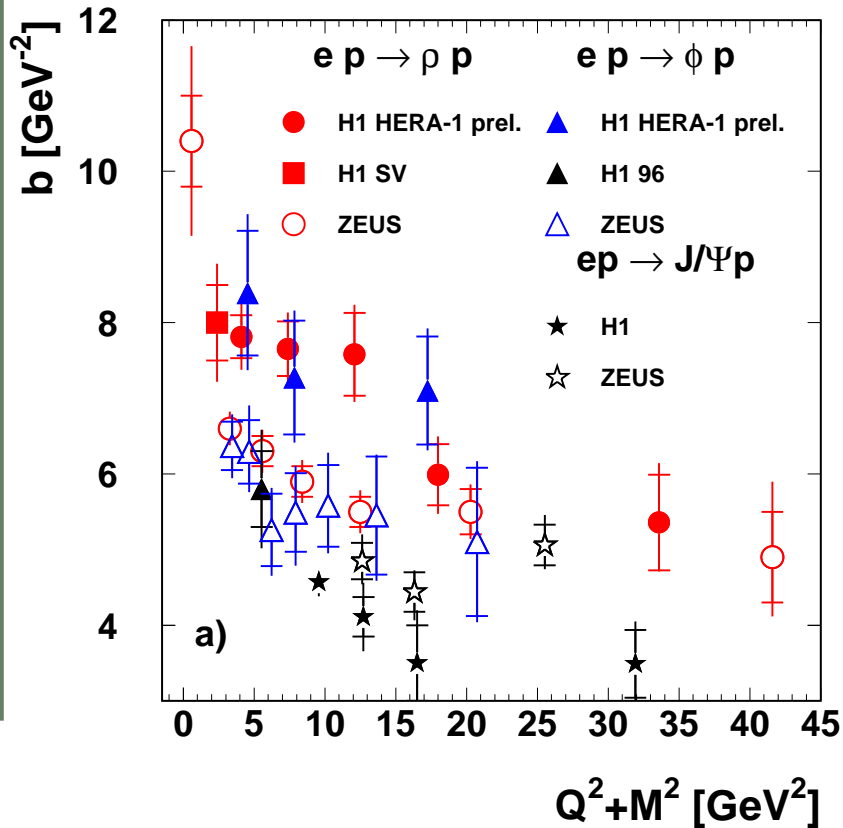 b [GeV⁻²]
12
10
8
6
4
e p → ρ p
H1 HERA-1 prel.
H1 SV
ZEUS
e p → ϕ p
H1 HERA-1 prel.
H1 96
ZEUS
ep → J/Ψp
H1
ZEUS
a)
0 5 10 15 20 25 30 35 40 45
Q²+M² [GeV²]